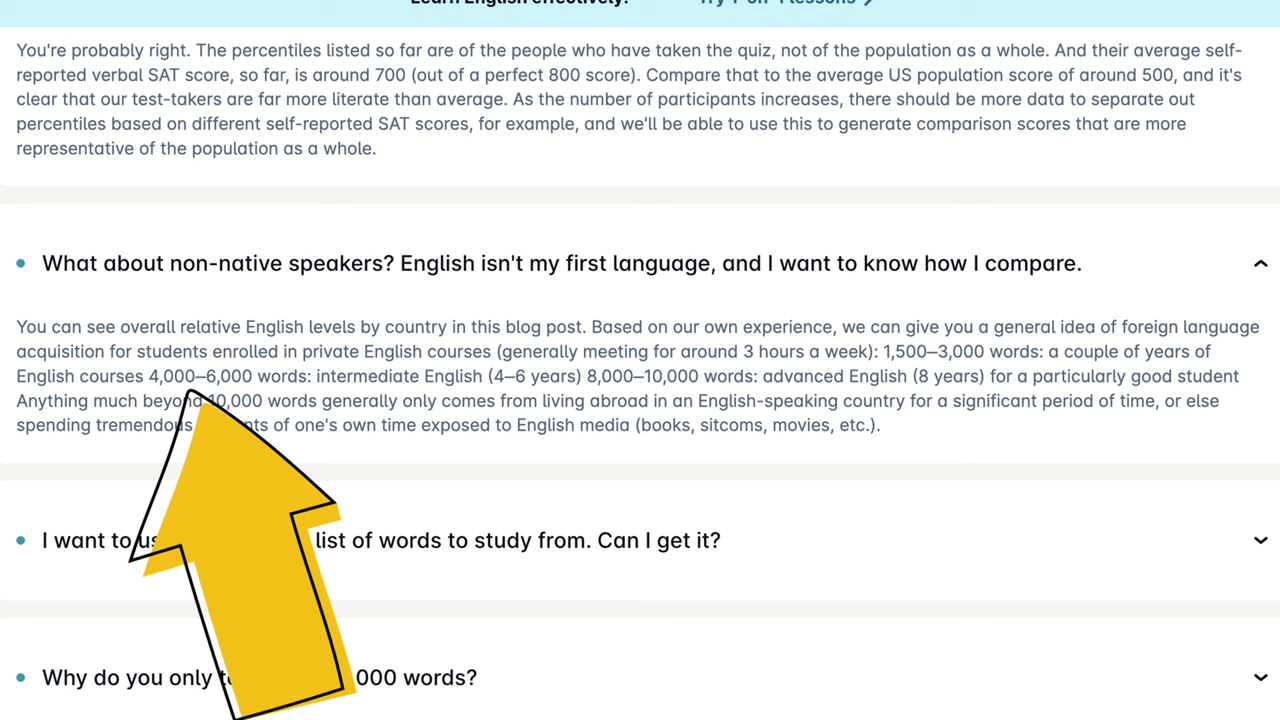 Learn English effectively!
You're probably right. The percentiles listed so far are of the people who have taken the quiz, not of the population as a whole. And their average self-
reported verbal SAT score, so far, is around 700 (out of a perfect 800 score). Compare that to the average US population score of around 500, and it's
clear that our test-takers are far more literate than average. As the number of participants increases, there should be more data to separate out
percentiles based on different self-reported SAT scores, for example, and we'll be able to use this to generate comparison scores that are more
representative of the population as a whole.
What about non-native speakers? English isn't my first language, and I want to know how I compare.
You can see overall relative English levels by country in this blog post. Based on our own experience, we can give you a general idea of foreign language
acquisition for students enrolled in private English courses (generally meeting for around 3 hours a week): 1,500–3,000 words: a couple of years of
English courses 4,000–6,000 words: intermediate English (4–6 years) 8,000–10,000 words: advanced English (8 years) for a particularly good student
Anything much beyond 10,000 words generally only comes from living abroad in an English-speaking country for a significant period of time, or else
spending tremendous of one's own time exposed to English media (books, sitcoms, movies, etc.).
I want to list of words to study from. Can I get it?
Why do you only 000 words?